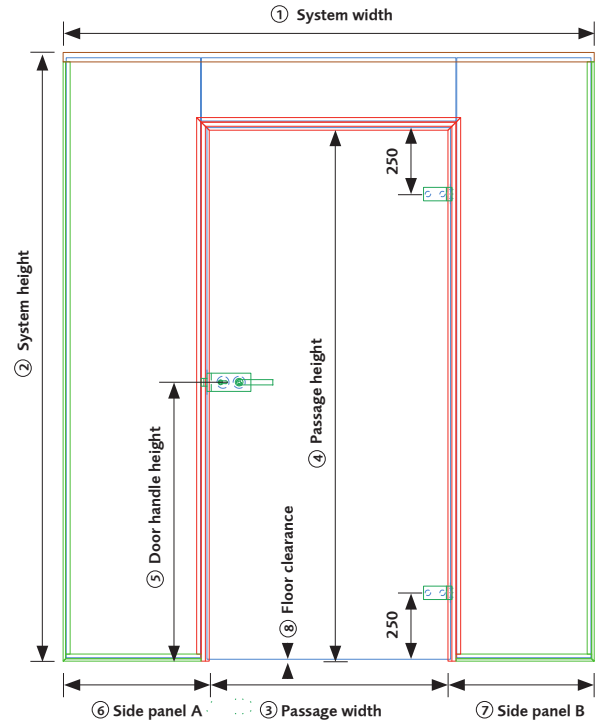 ① System width
250
② System height
④ Passage height
⑤ Door handle height
⑧ Floor clearance
250
⑥ Side panel A
③ Passage width
⑦ Side panel B